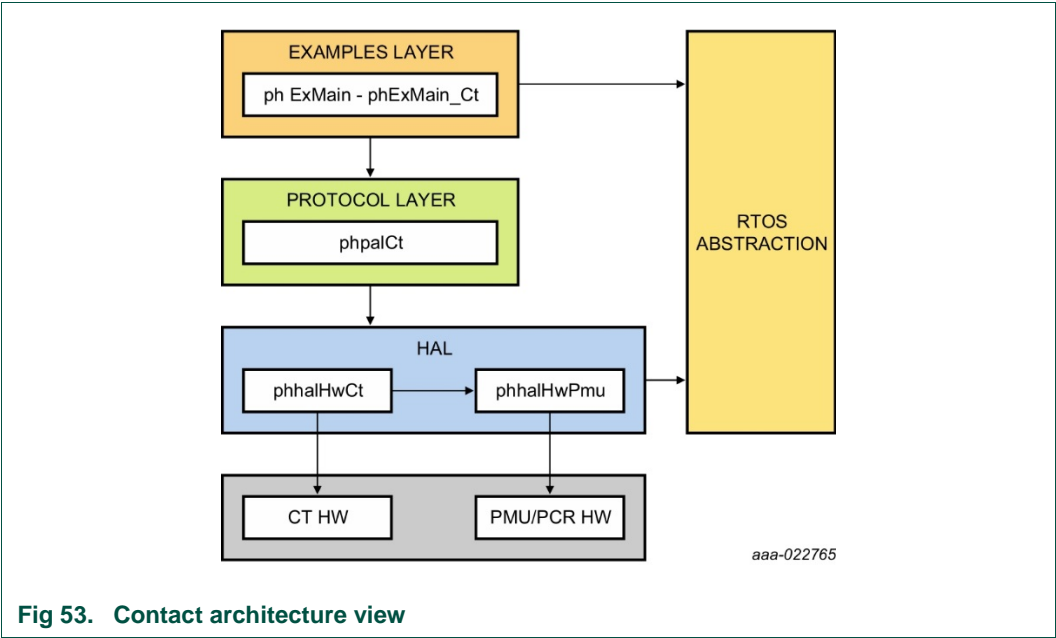 EXAMPLES LAYER
ph ExMain - phExMain_Ct
PROTOCOL LAYER
phpalCt
RTOS
ABSTRACTION
HAL
phhalHwCt
phhalHwPmu
CT HW
PMU/PCR HW
aaa-022765
Fig 53. Contact architecture view